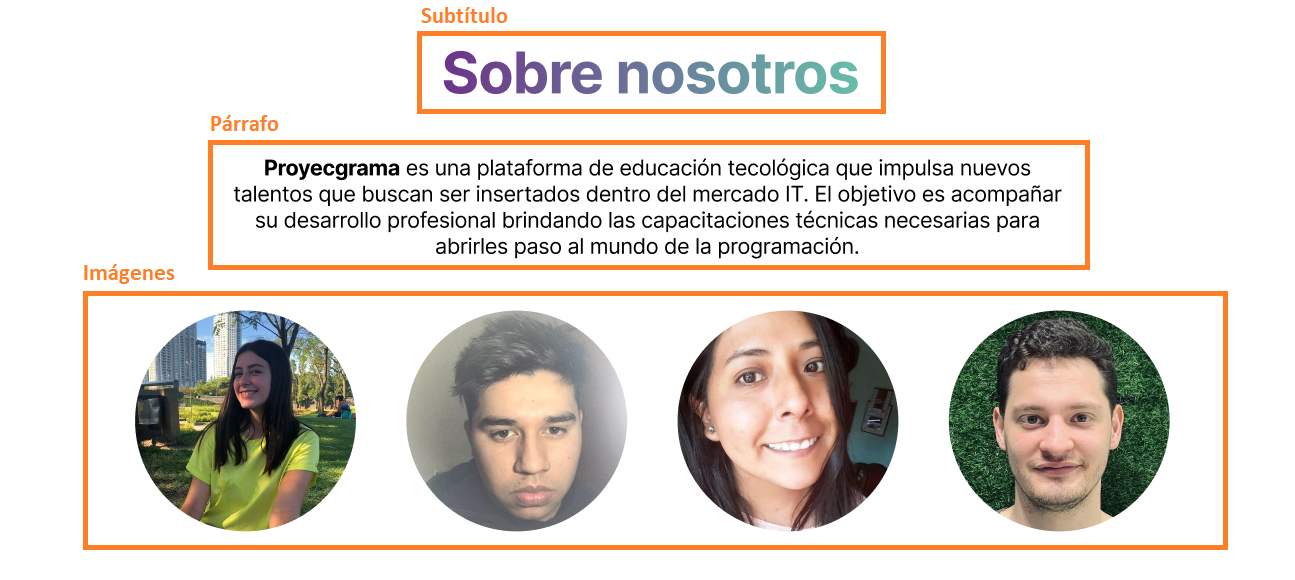 Subtítulo
Sobre nosotros
Párrafo
Proyecgrama es una plataforma de educación tecológica que impulsa nuevos
talentos que buscan ser insertados dentro del mercado IT. El objetivo es acompañar
su desarrollo profesional brindando las capacitaciones técnicas necesarias para
abrirles paso al mundo de la programación.
Imágenes